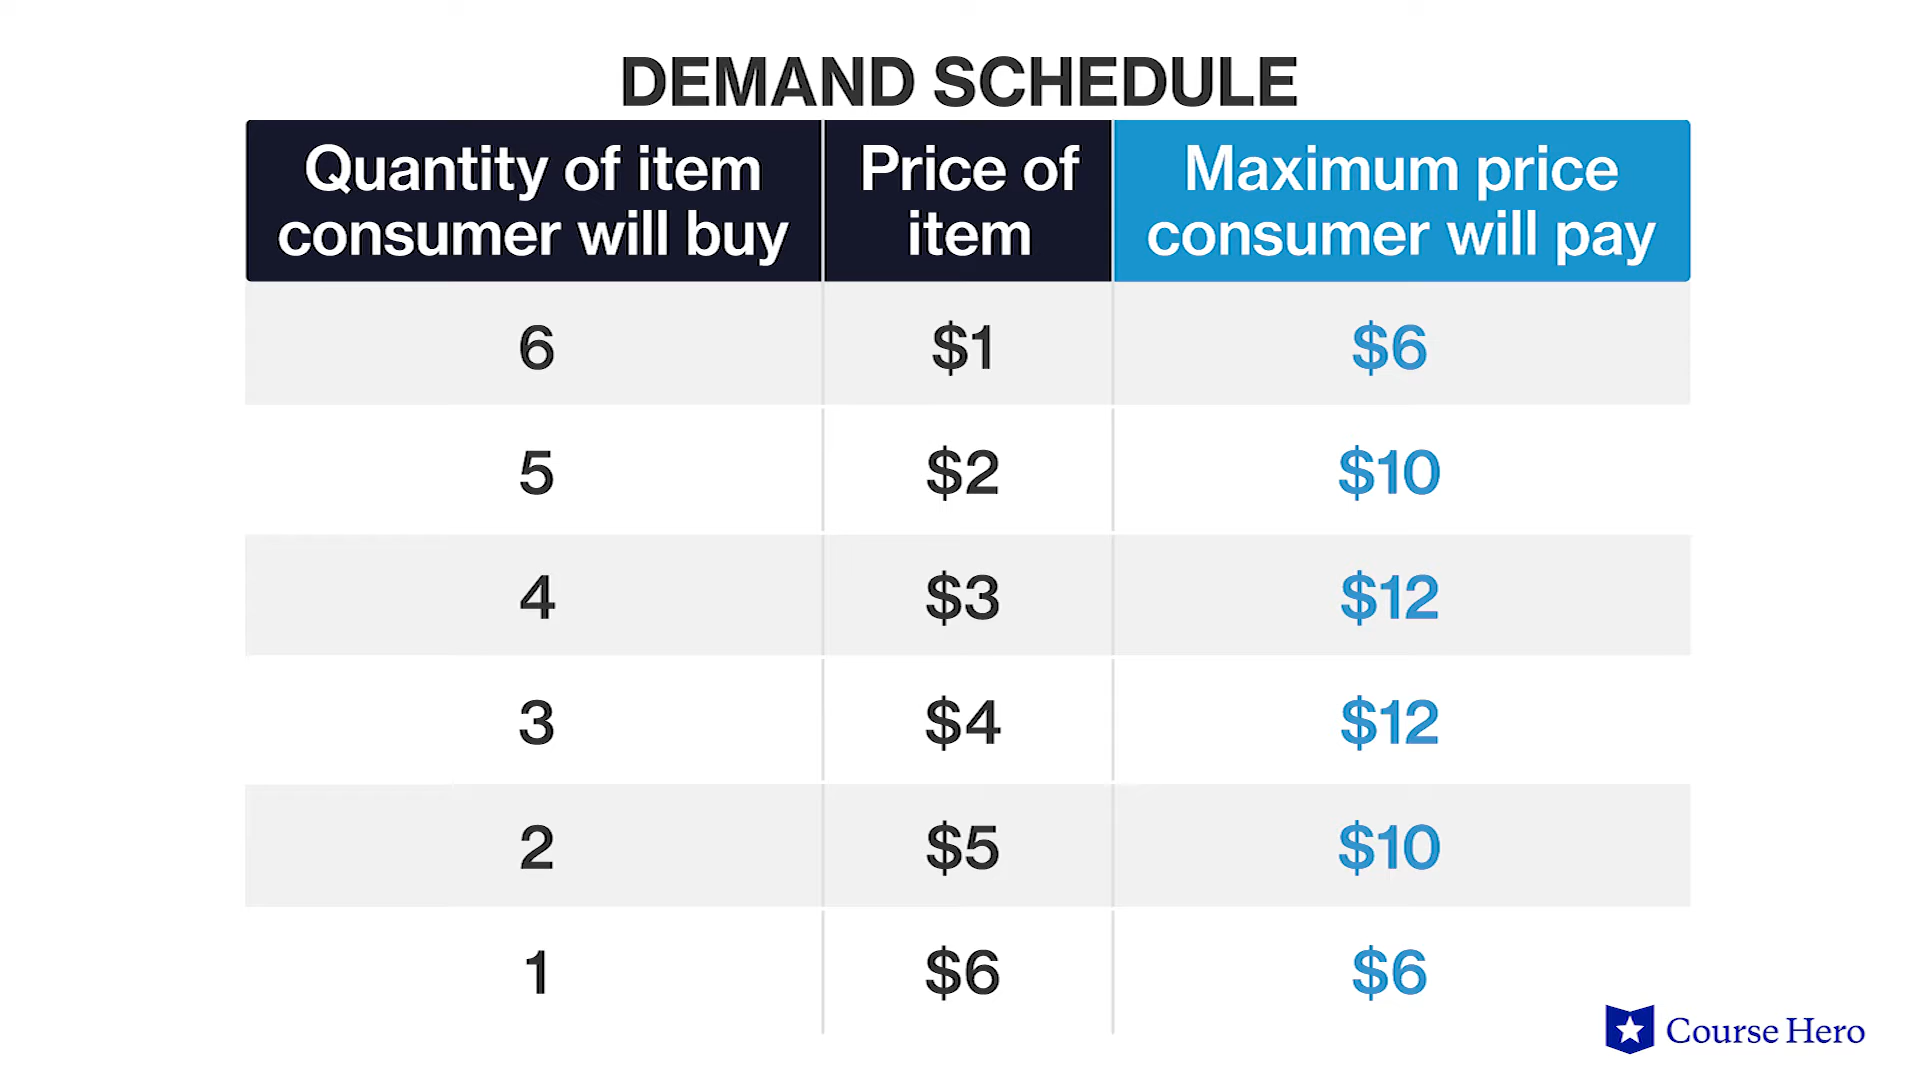 DEMAND SCHEDULE
Quantity of item consumer will buy | Price of item | Maximum price consumer will pay
6 $1 $6
5 $2 $10
4 $3 $12
3 $4 $12
2 $5 $10
1 $6 $6
Course Hero